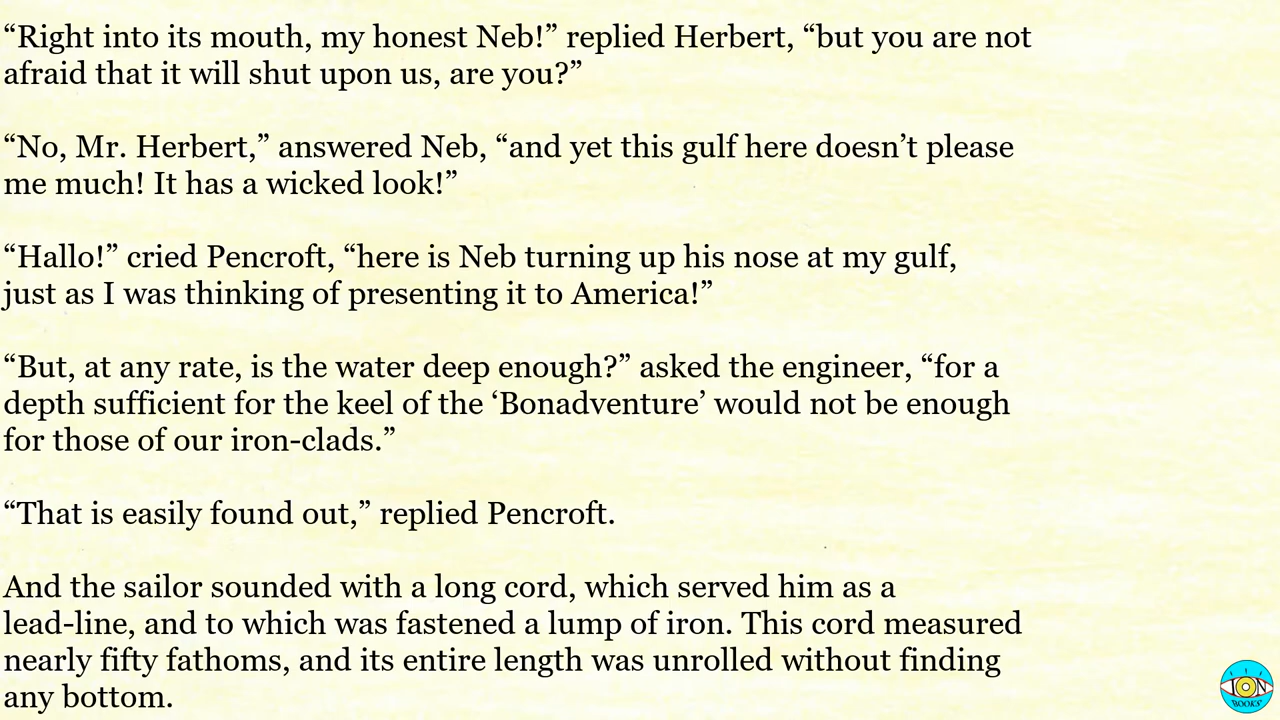 “Right into its mouth, my honest Neb!” replied Herbert, “but you are not
afraid that it will shut upon us, are you?”
“No, Mr. Herbert,” answered Neb, “and yet this gulf here doesn’t please
me much! It has a wicked look!”
“Hallo!” cried Pencroft, “here is Neb turning up his nose at my gulf,
just as I was thinking of presenting it to America!”
“But, at any rate, is the water deep enough?” asked the engineer, “for a
depth sufficient for the keel of the ‘Bonadventure’ would not be enough
for those of our iron-clads.”
“That is easily found out,” replied Pencroft.
And the sailor sounded with a long cord, which served him as a
lead-line, and to which was fastened a lump of iron. This cord measured
nearly fifty fathoms, and its entire length was unrolled without finding
any bottom.
ION
BOOKS